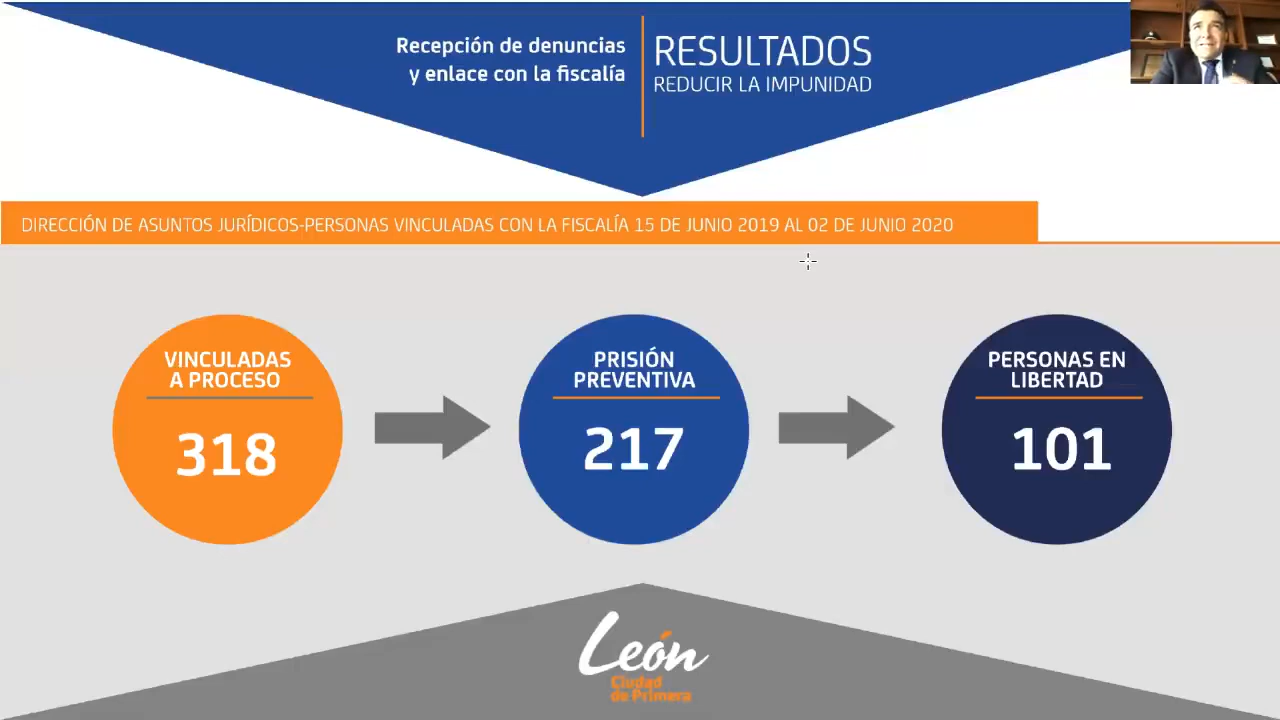 Recepción de denuncias
y enlace con la fiscalía
RESULTADOS
REDUCIR LA IMPUNIDAD
DIRECCIÓN DE ASUNTOS JURÍDICOS-PERSONAS VINCULADAS CON LA FISCALÍA 15 DE JUNIO 2019 AL 02 DE JUNIO 2020
VINCULADAS
A PROCESO
318
PRISIÓN
PREVENTIVA
217
PERSONAS EN
LIBERTAD
101
León
Ciudad
de Primera